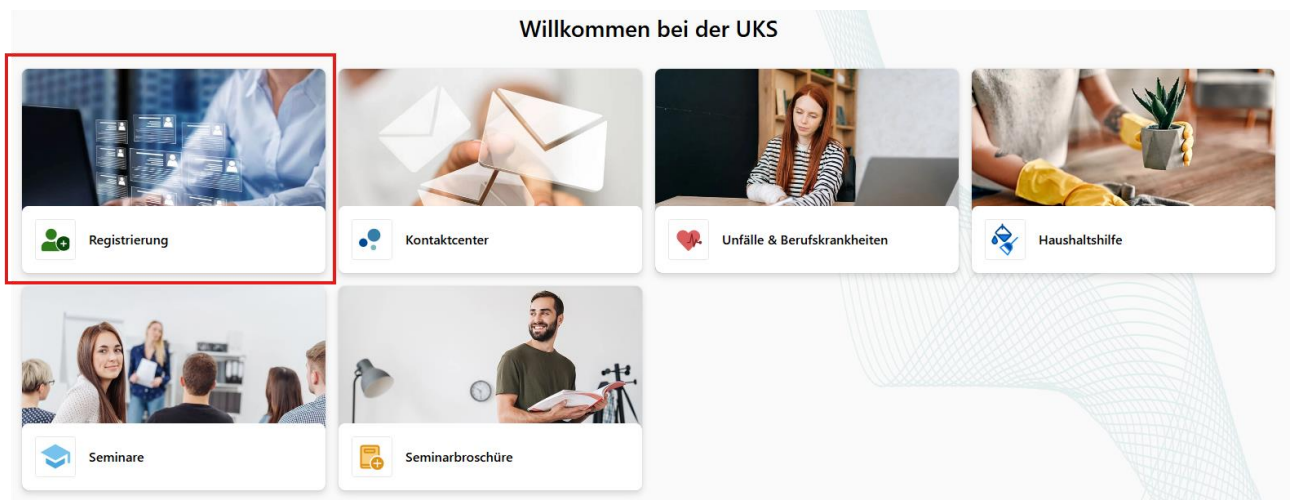 Willkommen bei der UKS
Registrierung
Kontaktcenter
Unfälle & Berufskrankheiten
Haushaltshilfe
Seminare
Seminarbroschüre